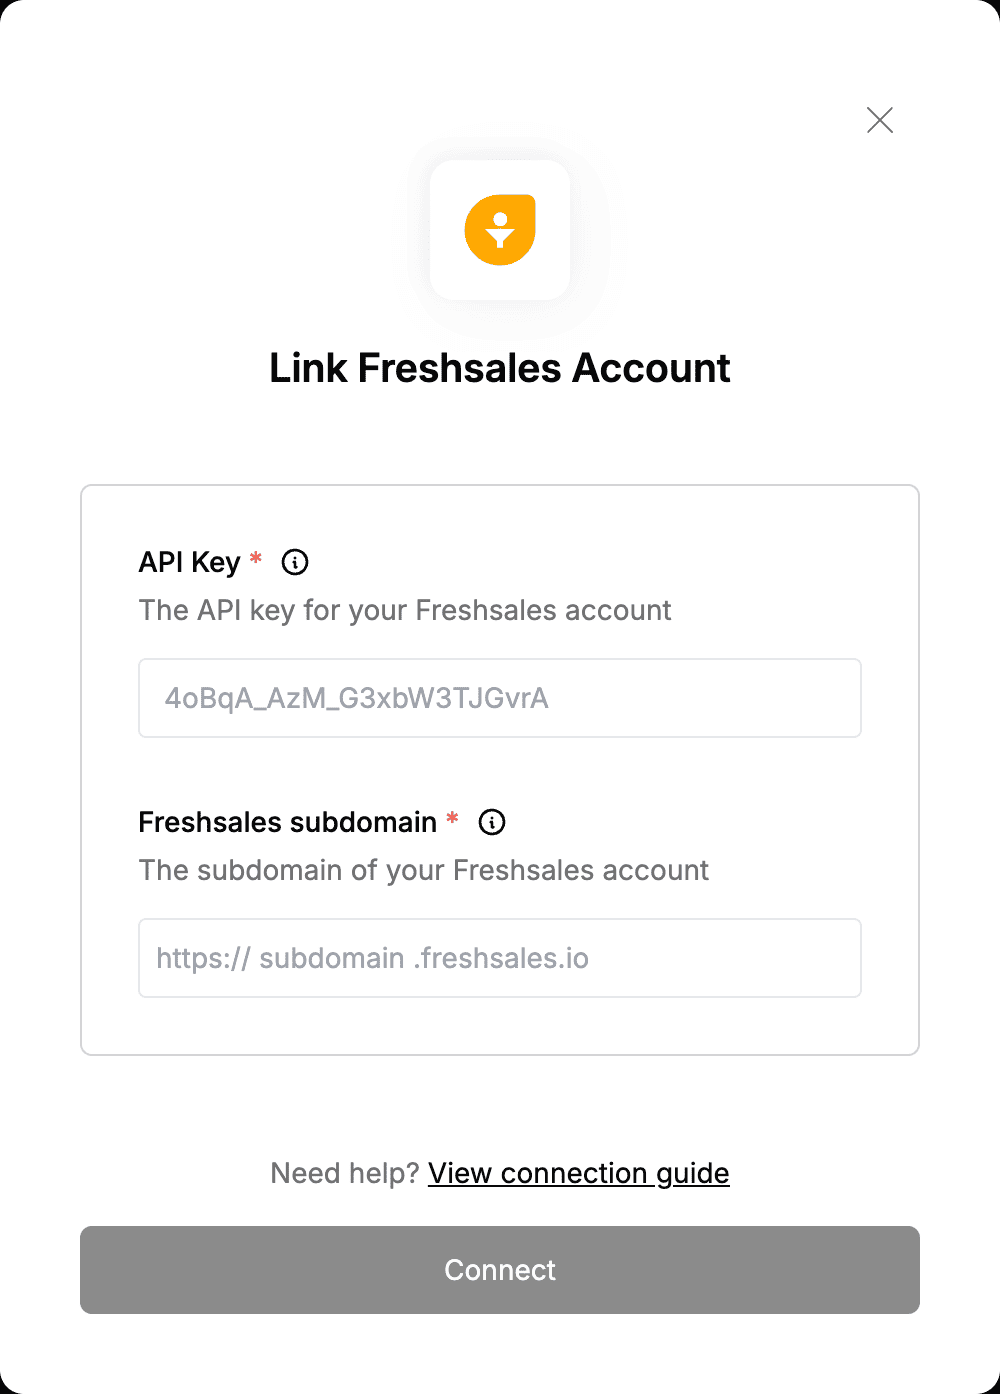 Link Freshsales Account
API Key *
The API key for your Freshsales account
4oBqA_AzM_G3xbW3TJGvrA
Freshsales subdomain *
The subdomain of your Freshsales account
https:// subdomain .freshsales.io
Need help? View connection guide
Connect